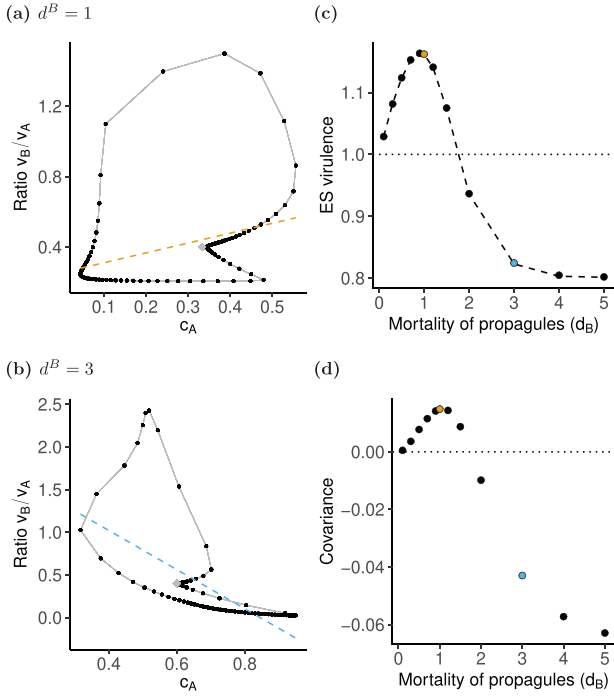 (a) d^B = 1
Ratio v_B/v_A
1.2
0.8
0.4
0.1 0.2 0.3 0.4 0.5
c_A
(c)
ES virulence
1.1
1.0
0.9
0.8
0 1 2 3 4 5
Mortality of propagules (d_B)
(b) d^B = 3
Ratio v_B/v_A
2.5
2.0
1.5
1.0
0.5
0.0
0.4 0.6 0.8
c_A
(d)
Covariance
0.00
−0.02
−0.04
−0.06
0 1 2 3 4 5
Mortality of propagules (d_B)